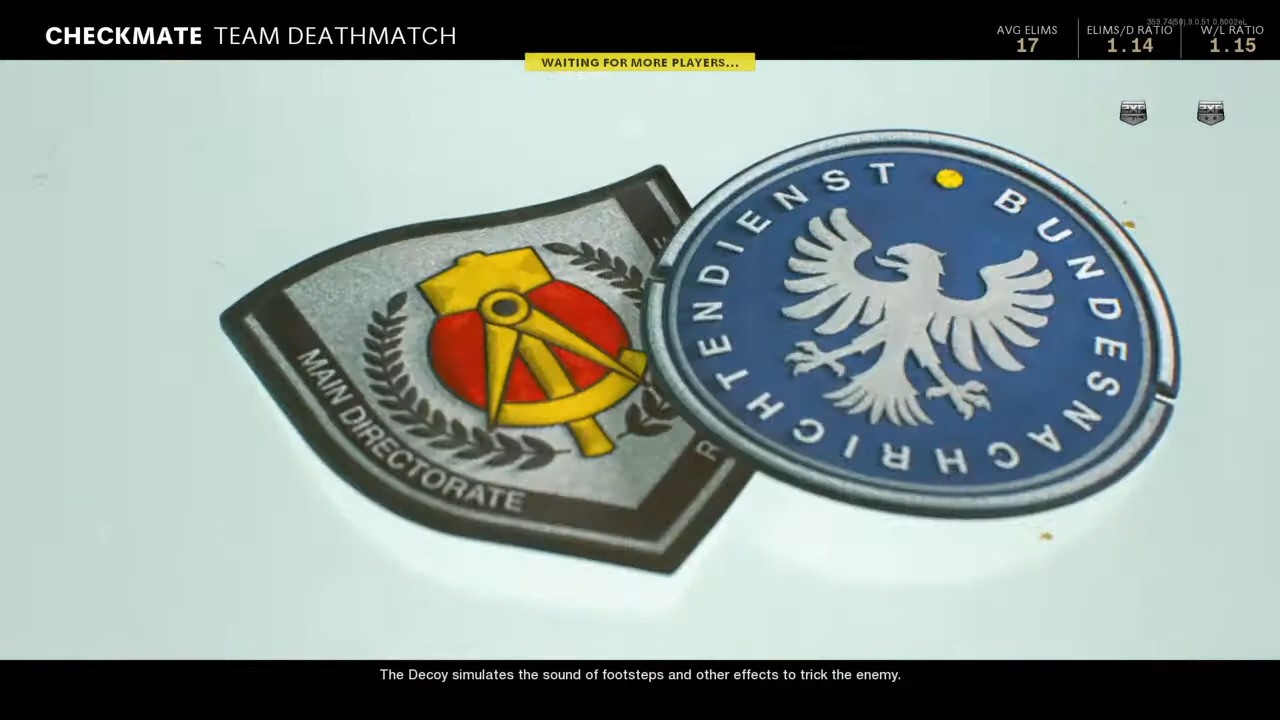 CHECKMATE TEAM DEATHMATCH
AVG ELIMS
17
ELIMS/D RATIO
1.14
W/L RATIO
1.15
WAITING FOR MORE PLAYERS...
2XP
BUNDESNACHRICHTENDIENST
MAIN DIRECTORATE
R
The Decoy simulates the sound of footsteps and other effects to trick the enemy.